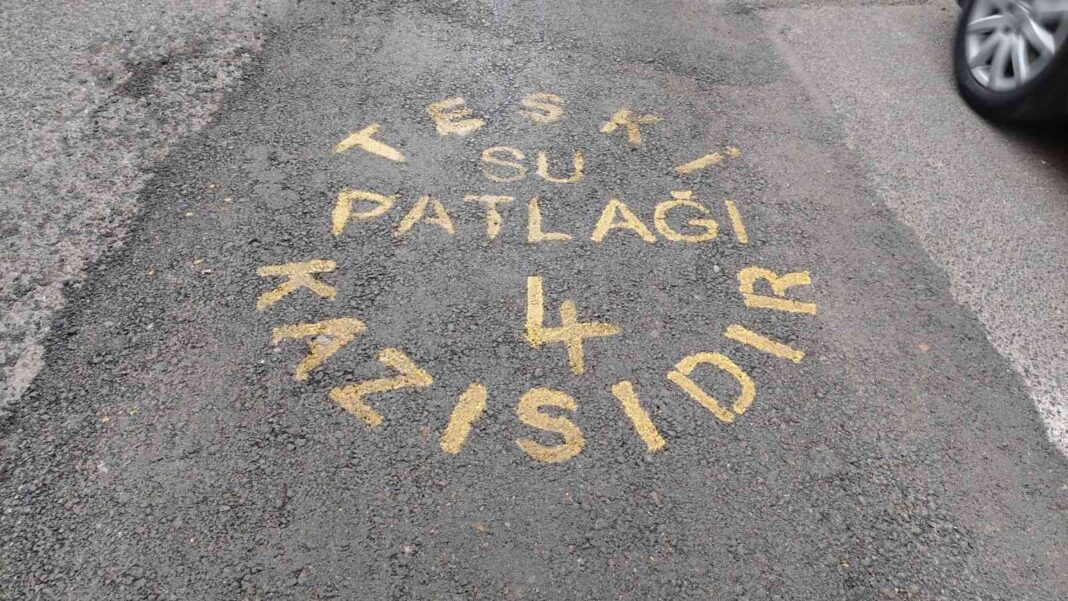 TESKİ
SU
PATLAĞI
4
KAZISIDIR